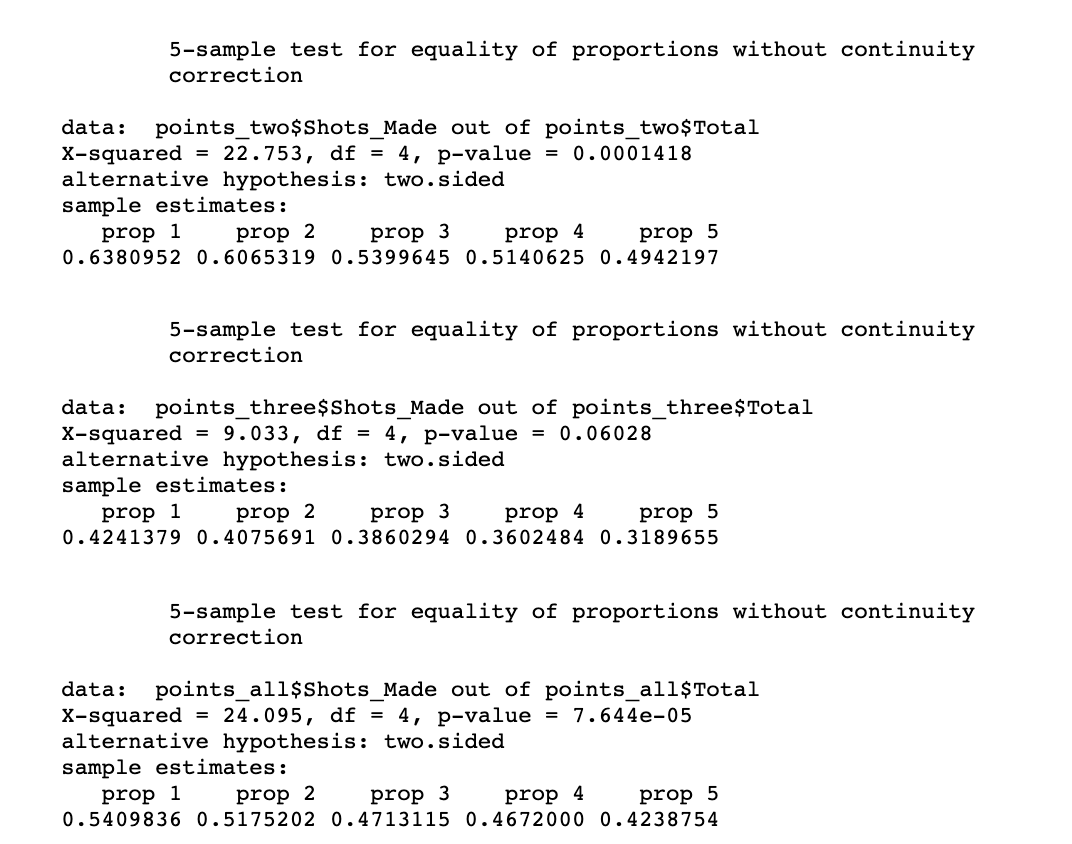 5-sample test for equality of proportions without continuity
correction
data:  points_two$Shots_Made out of points_two$Total
X-squared = 22.753, df = 4, p-value = 0.0001418
alternative hypothesis: two.sided
sample estimates:
prop 1    prop 2    prop 3    prop 4    prop 5
0.6380952 0.6065319 0.5399645 0.5140625 0.4942197
5-sample test for equality of proportions without continuity
correction
data:  points_three$Shots_Made out of points_three$Total
X-squared = 9.033, df = 4, p-value = 0.06028
alternative hypothesis: two.sided
sample estimates:
prop 1    prop 2    prop 3    prop 4    prop 5
0.4241379 0.4075691 0.3860294 0.3602484 0.3189655
5-sample test for equality of proportions without continuity
correction
data:  points_all$Shots_Made out of points_all$Total
X-squared = 24.095, df = 4, p-value = 7.644e-05
alternative hypothesis: two.sided
sample estimates:
prop 1    prop 2    prop 3    prop 4    prop 5
0.5409836 0.5175202 0.4713115 0.4672000 0.4238754